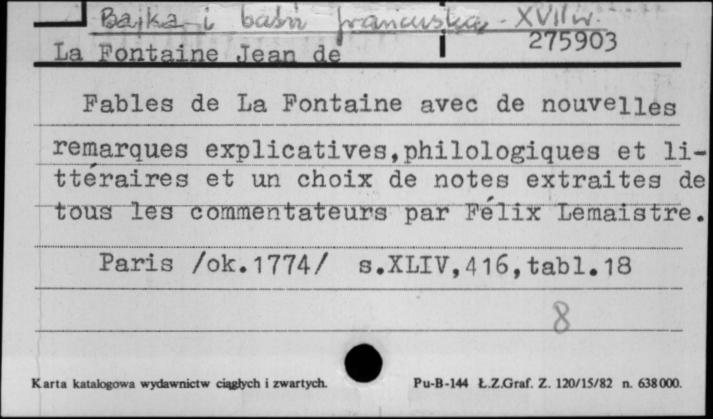 Bajka i baśń francuska - XVII w.
275903
La Fontaine Jean de
Fables de La Fontaine avec de nouvelles
remarques explicatives,philologiques et li-
ttéraires et un choix de notes extraites de
tous les commentateurs par Félix Lemaistre.
Paris /ok.1774/ s.XLIV,416,tabl.18
8
Karta katalogowa wydawnictw ciągłych i zwartych.
Pu-B-144 Ł.Z.Graf. Z. 120/15/82 n. 638000.